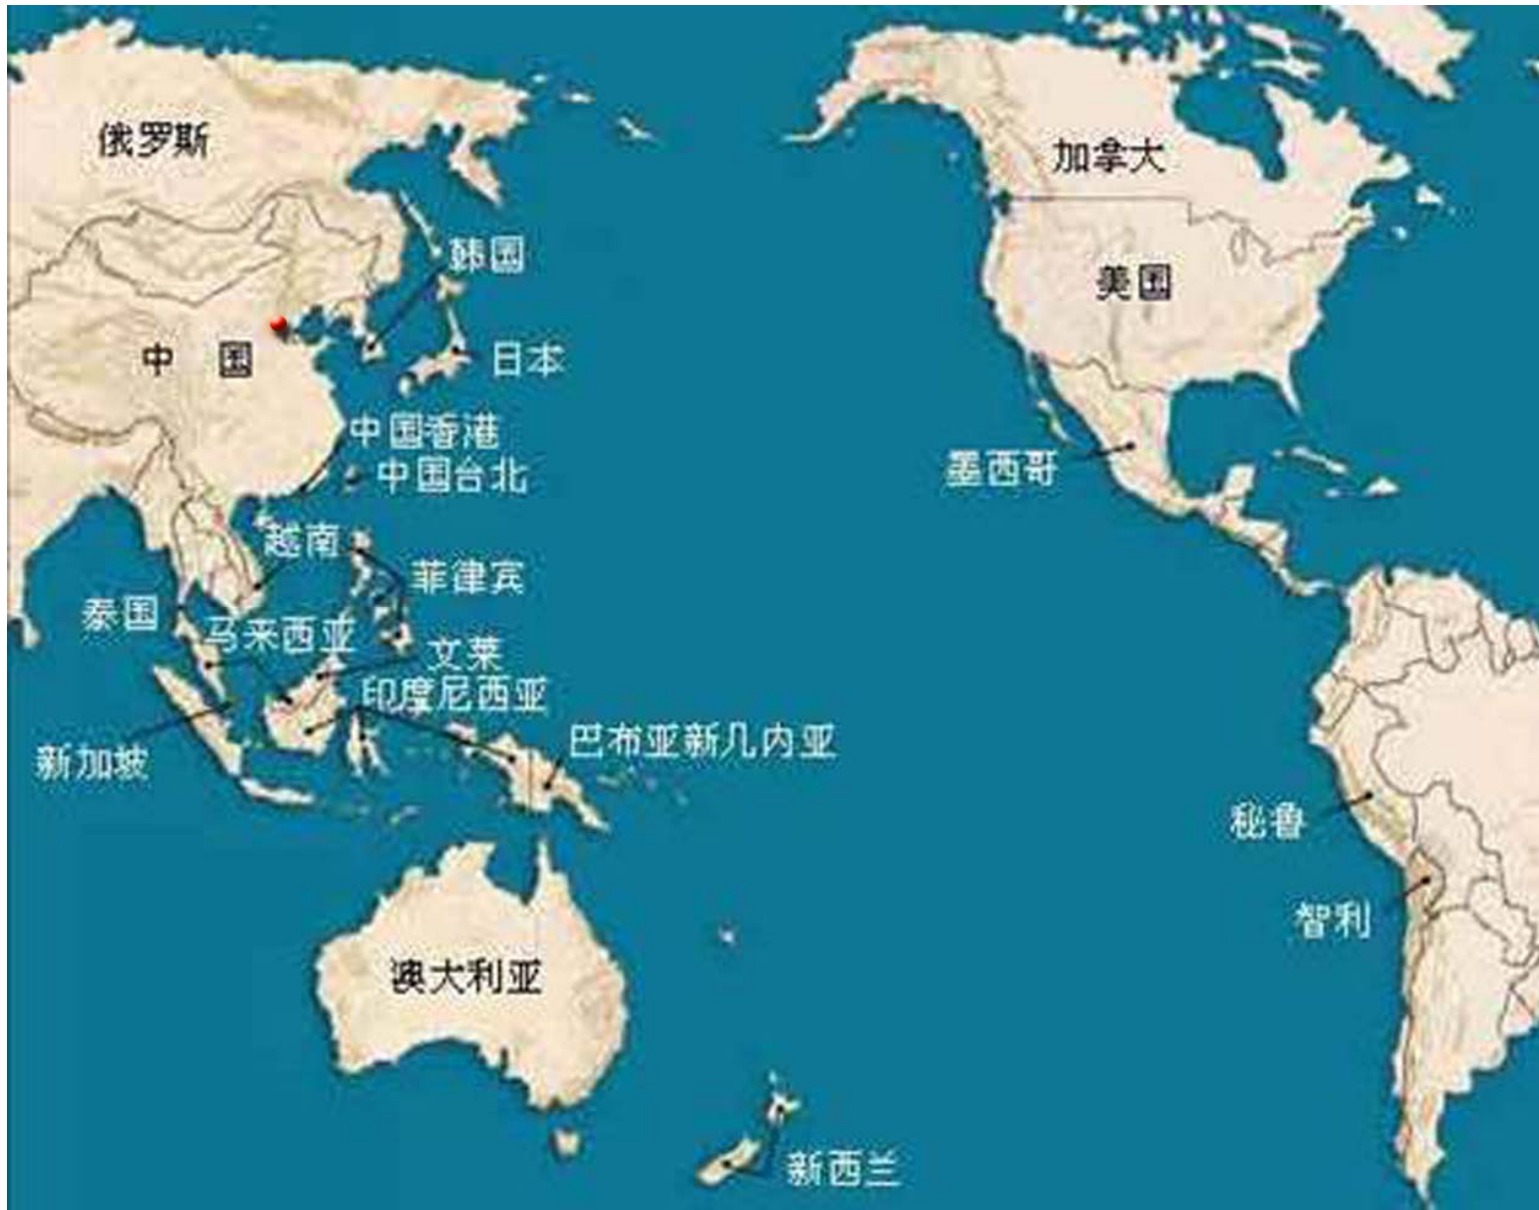 俄罗斯
加拿大
韩国
美国
中 国
日本
中国香港
墨西哥
中国台北
越南
菲律宾
泰国
马来西亚
文莱
印度尼西亚
新加坡
巴布亚新几内亚
秘鲁
智利
澳大利亚
新西兰